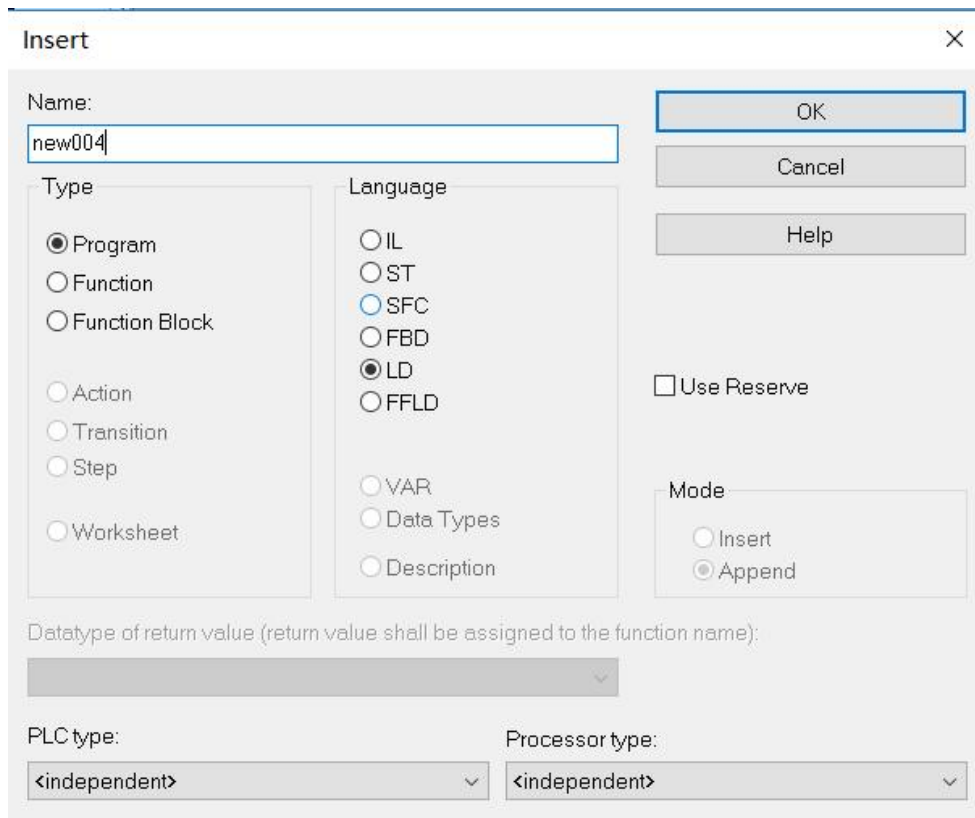 Insert
Name:
OK
new004
Cancel
Type
Language
Program
IL
Help
Function
ST
Function Block
SFC
FBD
LD
Use Reserve
Action
FFLD
Transition
Step
VAR
Mode
Worksheet
Data Types
Insert
Description
Append
Datatype of return value (return value shall be assigned to the function name):
PLC type:
Processor type:
<independent>
<independent>